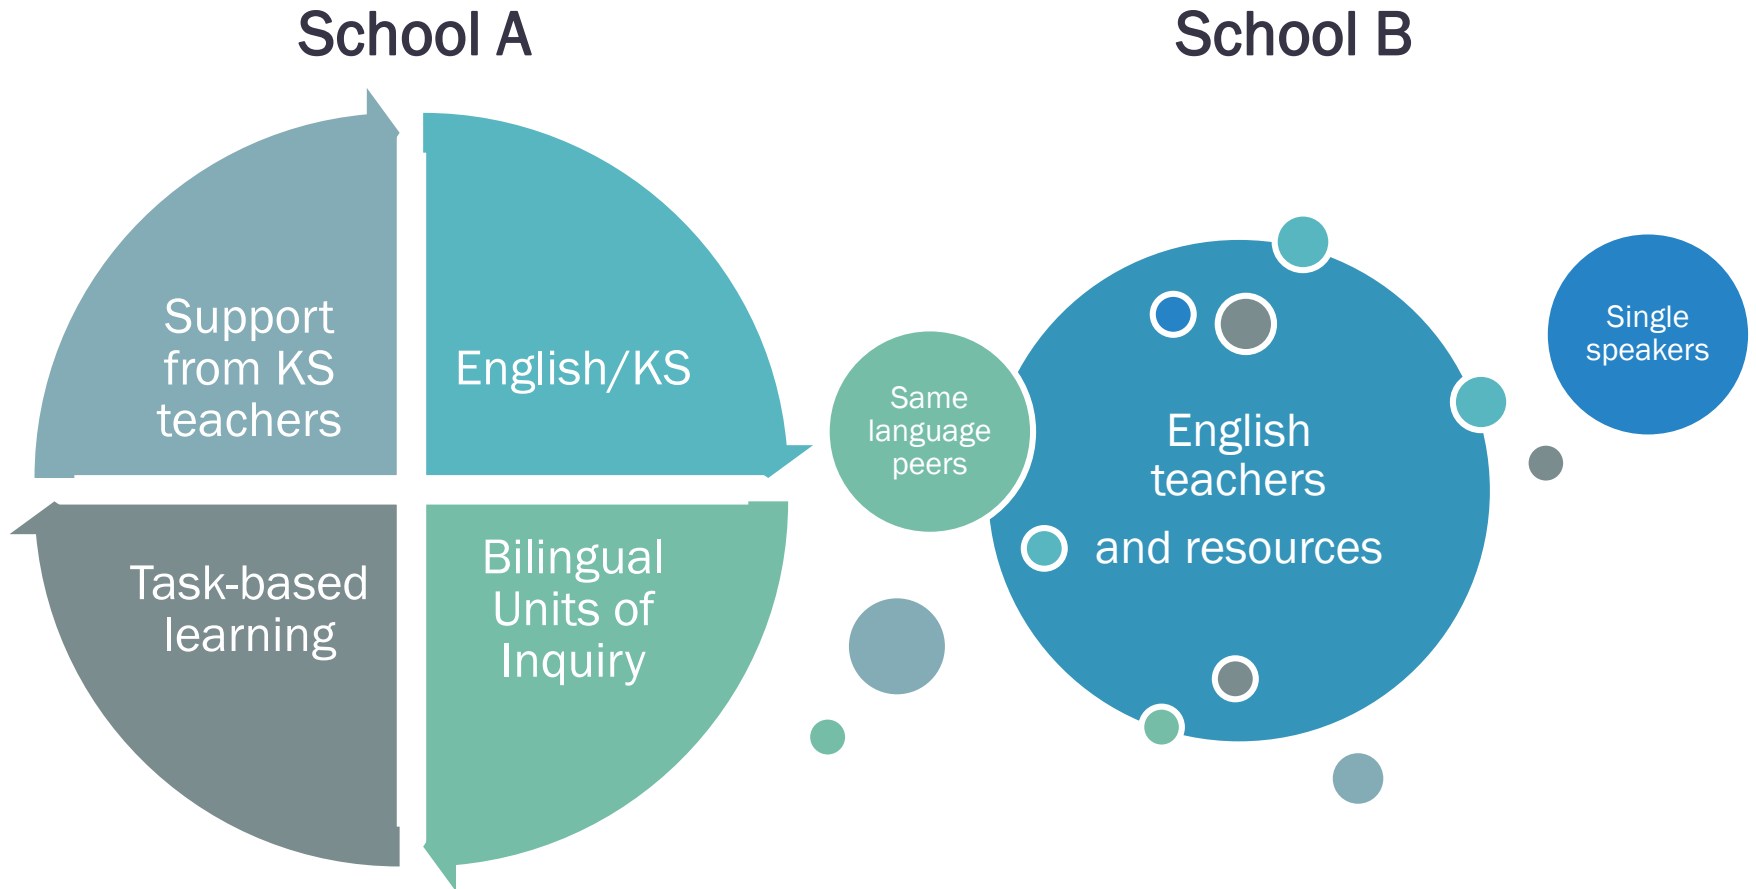 School A
Support
from KS
teachers
English/KS
Task-based
learning
Bilingual
Units of
Inquiry
School B
Same
language
peers
English
teachers
and resources
Single
speakers